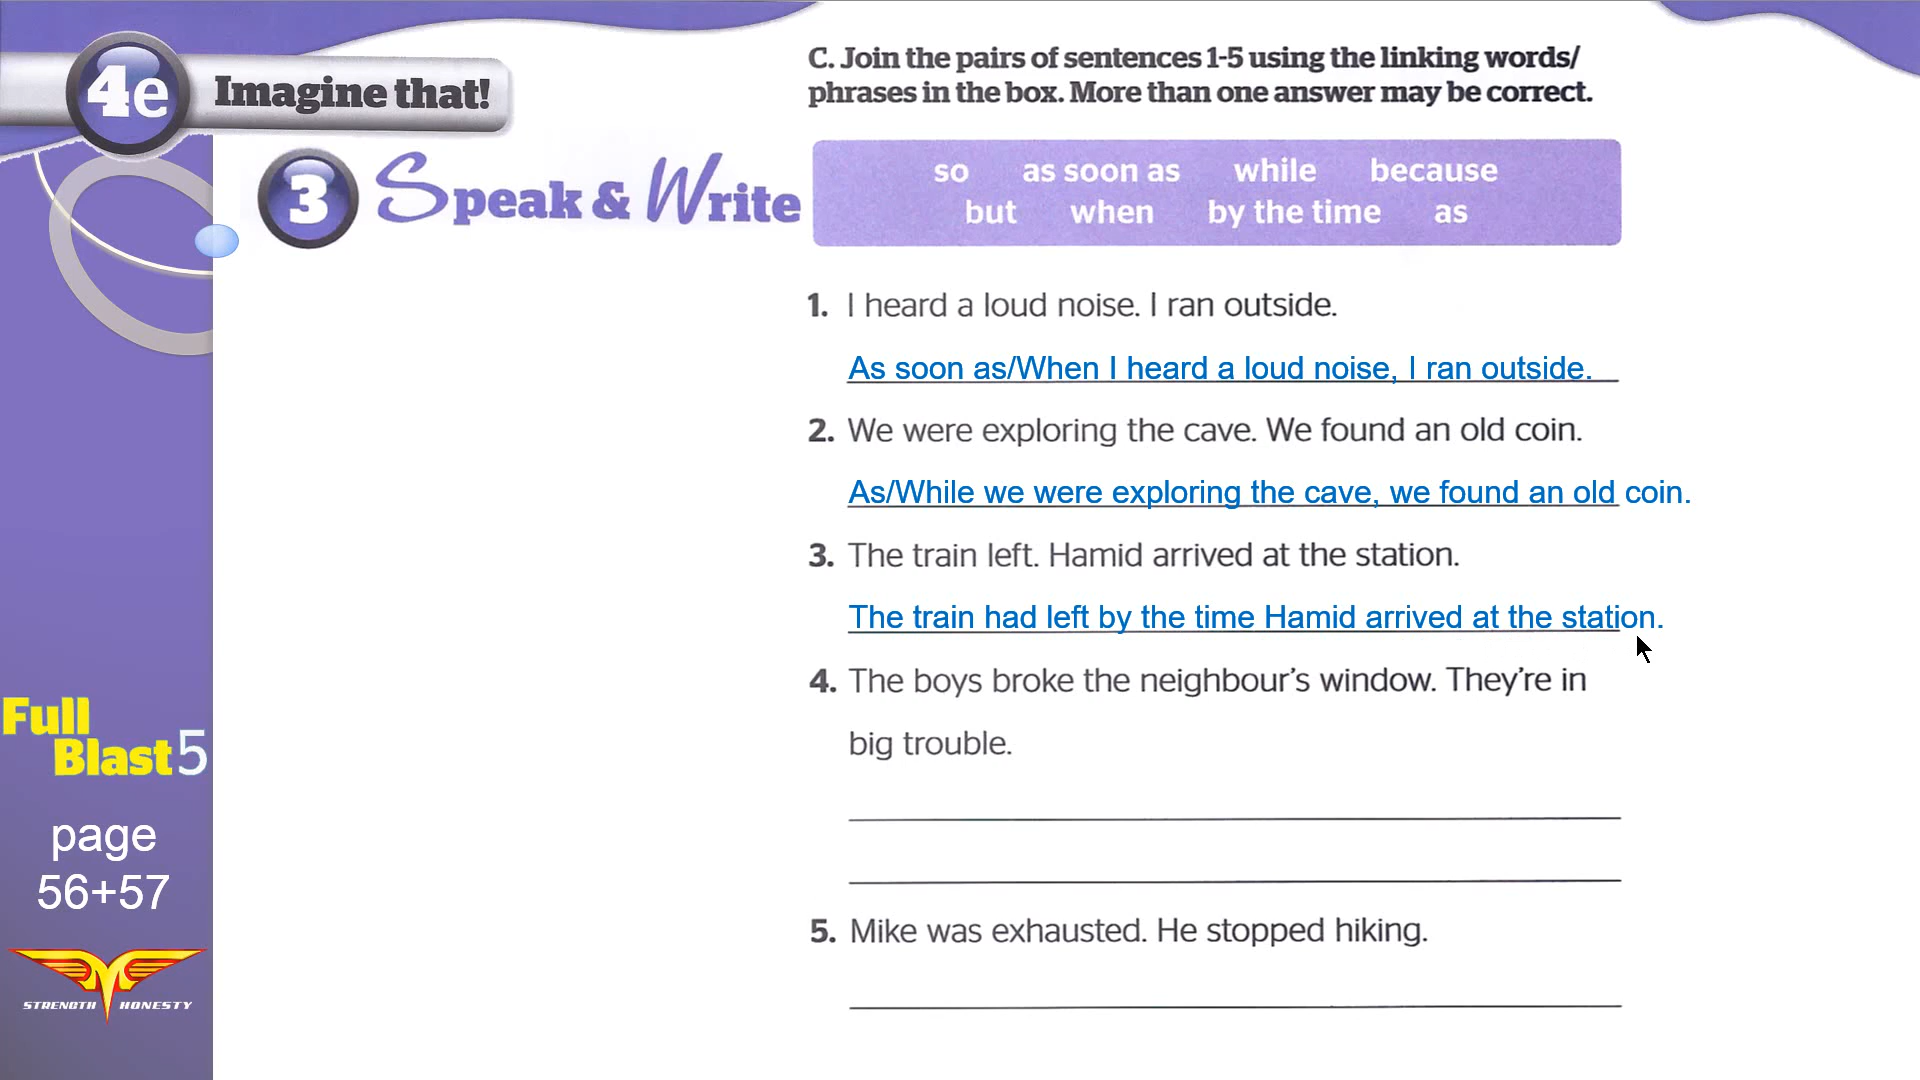 4e Imagine that!
3 Speak & Write
C. Join the pairs of sentences 1-5 using the linking words/
phrases in the box. More than one answer may be correct.
so as soon as while because
but when by the time as
1. I heard a loud noise. I ran outside.
As soon as/When I heard a loud noise, I ran outside.
2. We were exploring the cave. We found an old coin.
As/While we were exploring the cave, we found an old coin.
3. The train left. Hamid arrived at the station.
The train had left by the time Hamid arrived at the station.
4. The boys broke the neighbour's window. They're in
big trouble.
5. Mike was exhausted. He stopped hiking.
Full
Blast 5
page
56+57
STRENGTH HONESTY